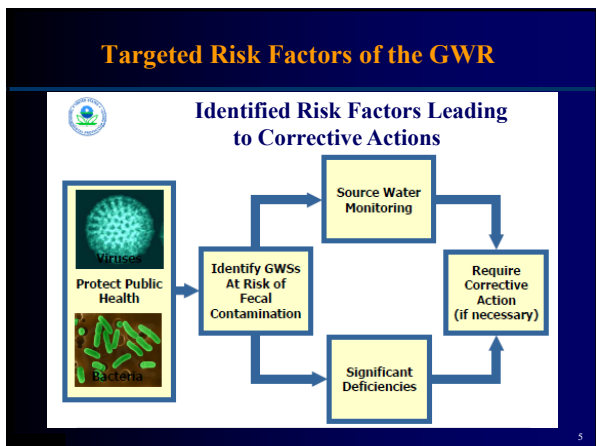 Targeted Risk Factors of the GWR
Identified Risk Factors Leading
to Corrective Actions
Viruses
Protect Public
Health
Bacteria
Identify GWSs
At Risk of
Fecal
Contamination
Source Water
Monitoring
Significant
Deficiencies
Require
Corrective
Action
(if necessary)
5